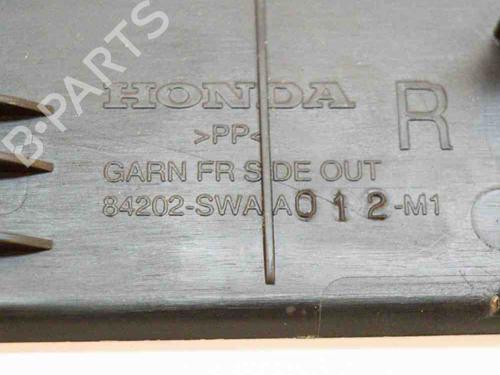 B-PARTS
HONDA
>PP<
R
GARN FR SIDE OUT
84202-SWA A012-M1